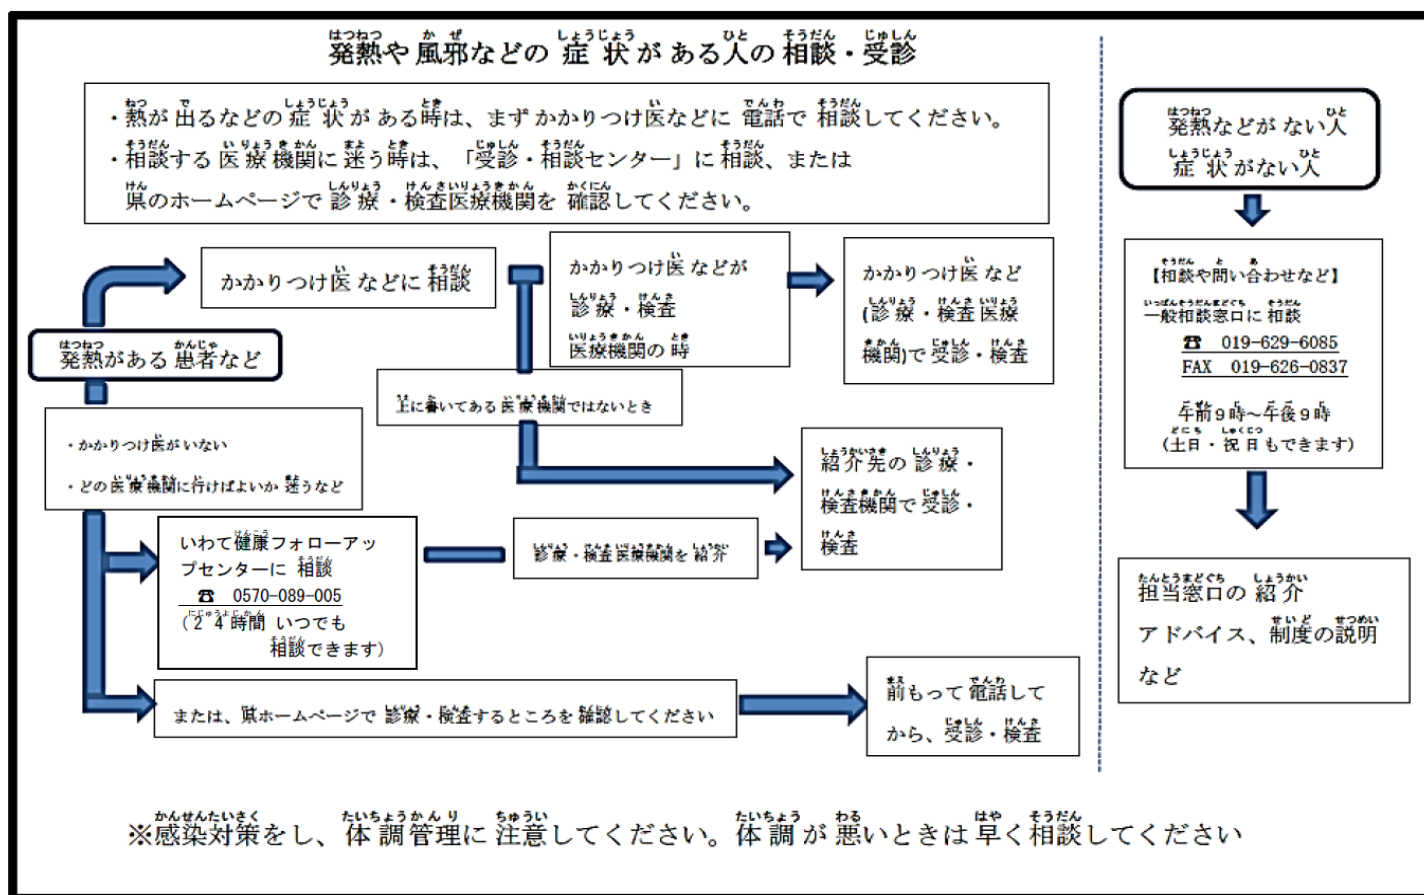 発熱や風邪などの症状がある人の相談・受診
・熱が出るなどの症状がある時は、まずかかりつけ医などに電話で相談してください。
・相談する医療機関に迷う時は、「受診・相談センター」に相談、または
県のホームページで診療・検査医療機関を確認してください。
発熱がある患者など
かかりつけ医などに相談
かかりつけ医などが
診療・検査
医療機関の時
かかりつけ医など
(診療・検査医療
機関)で受診・検査
上に書いてある医療機関ではないとき
紹介先の診療・
検査機関で受診・
検査
・かかりつけ医がいない
・どの医療機関に行けばよいか迷うなど
いわて健康フォローアッ
プセンターに相談
☎ 0570-089-005
(24時間いつでも
相談できます)
診療・検査医療機関を紹介
または、県ホームページで診療・検査するところを確認してください
前もって電話して
から、受診・検査
発熱などがない人
症状がない人
【相談や問い合わせなど】
一般相談窓口に相談
☎ 019-629-6085
FAX 019-626-0837
午前9時～午後9時
(土日・祝日もできます)
担当窓口の紹介
アドバイス、制度の説明
など
※感染対策をし、体調管理に注意してください。体調が悪いときは早く相談してください